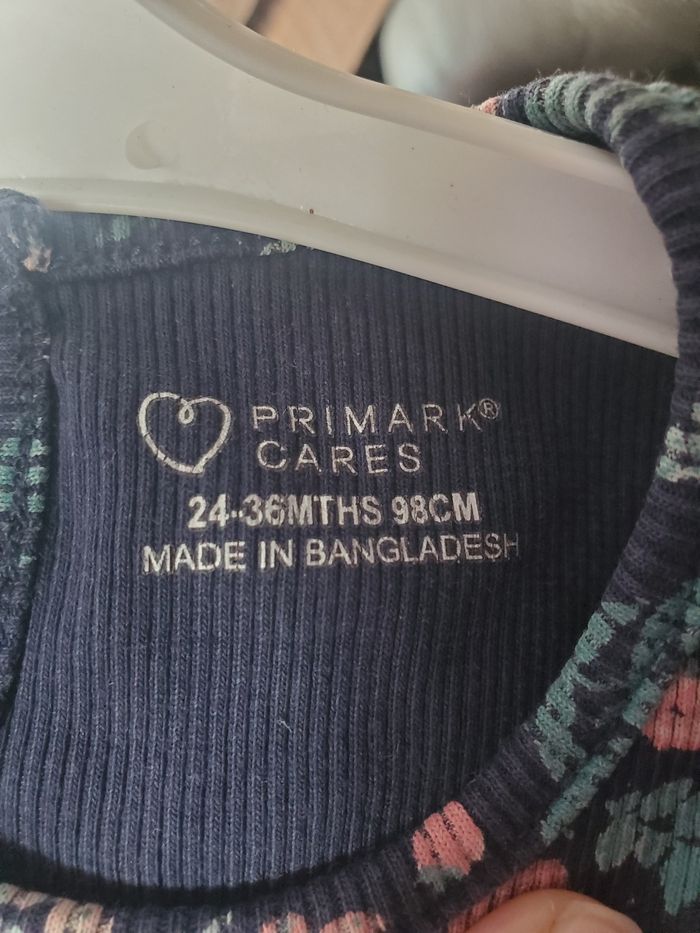 PRIMARK®
CARES
24-36MTHS 98CM
MADE IN BANGLADESH